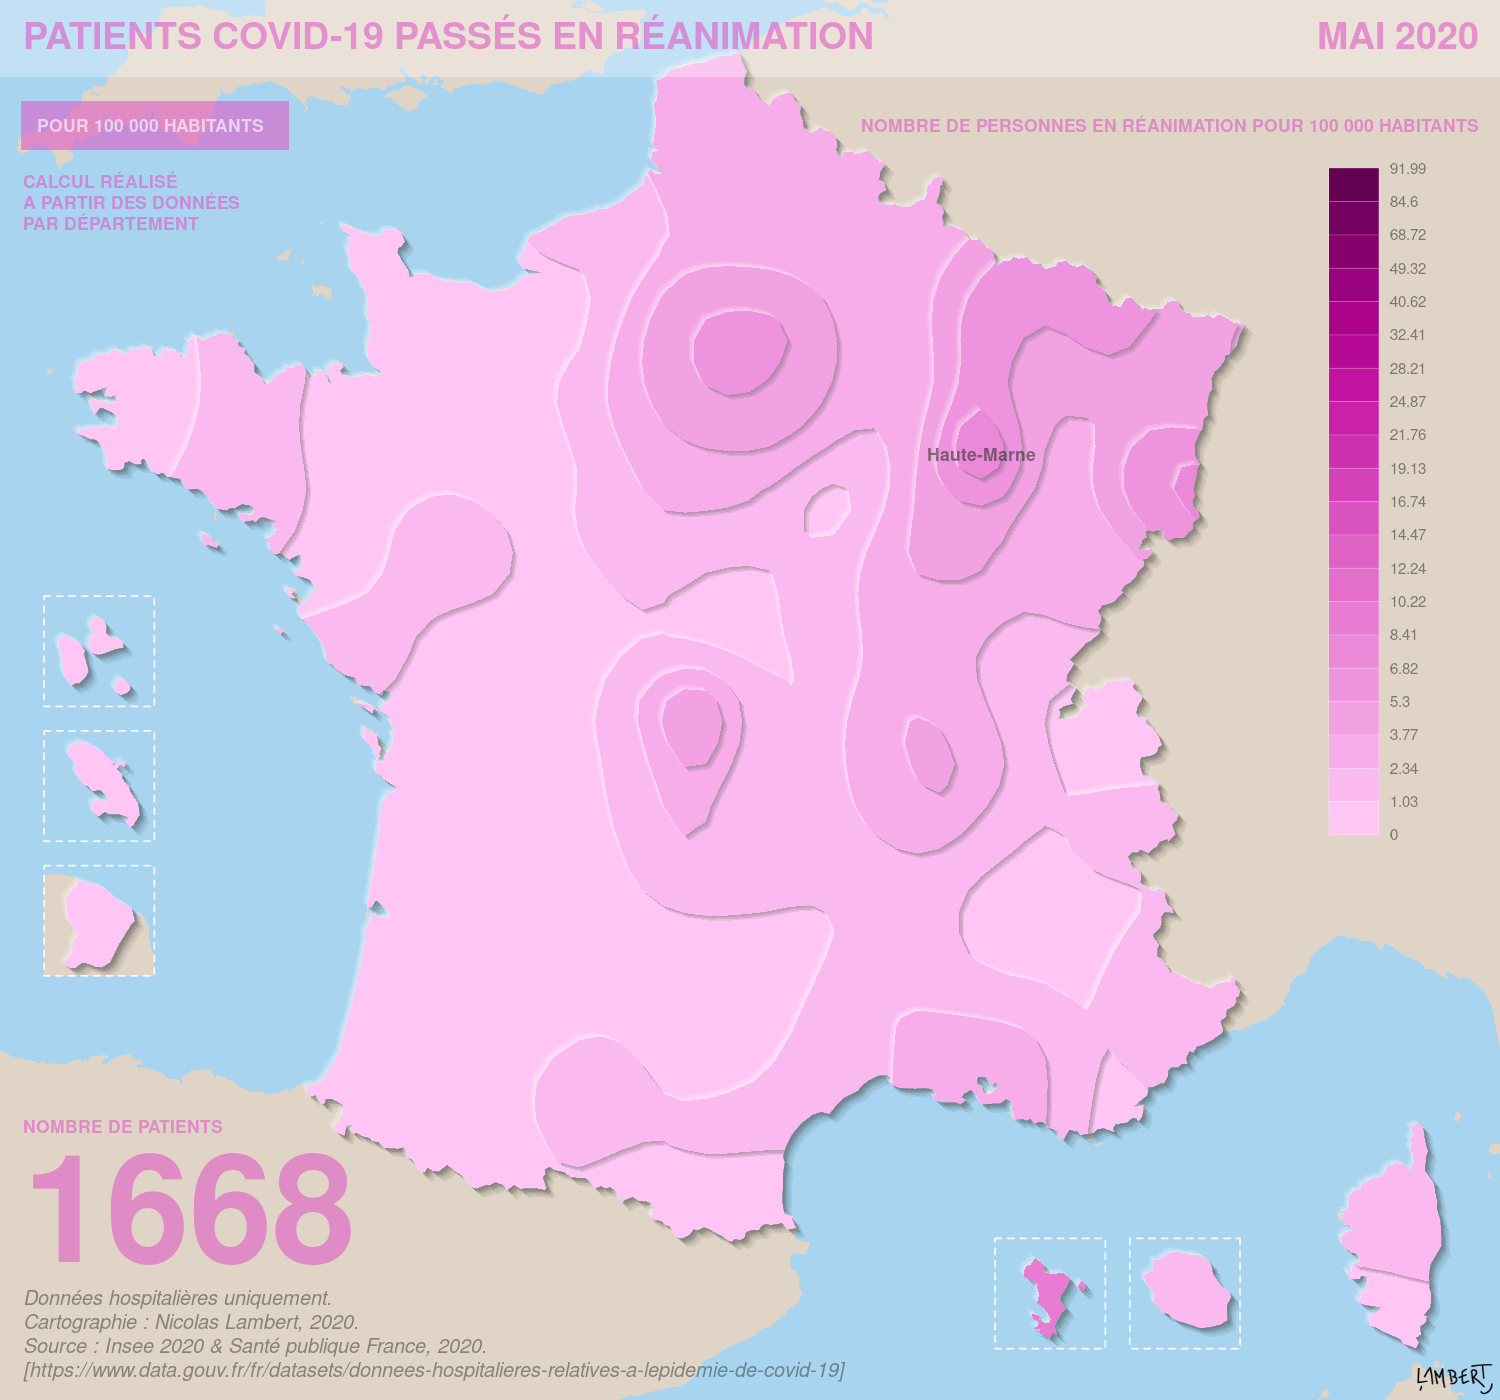 PATIENTS COVID-19 PASSÉS EN RÉANIMATION
MAI 2020
POUR 100 000 HABITANTS
CALCUL RÉALISÉ
A PARTIR DES DONNÉES
PAR DÉPARTEMENT
NOMBRE DE PERSONNES EN RÉANIMATION POUR 100 000 HABITANTS
91.99
84.6
68.72
49.32
40.62
32.41
28.21
24.87
21.76
19.13
16.74
14.47
12.24
10.22
8.41
6.82
5.3
3.77
2.34
1.03
0
Haute-Marne
NOMBRE DE PATIENTS
1668
Données hospitalières uniquement.
Cartographie : Nicolas Lambert, 2020.
Source : Insee 2020 & Santé publique France, 2020.
[https://www.data.gouv.fr/fr/datasets/donnees-hospitalieres-relatives-a-lepidemie-de-covid-19]
LAMBERT